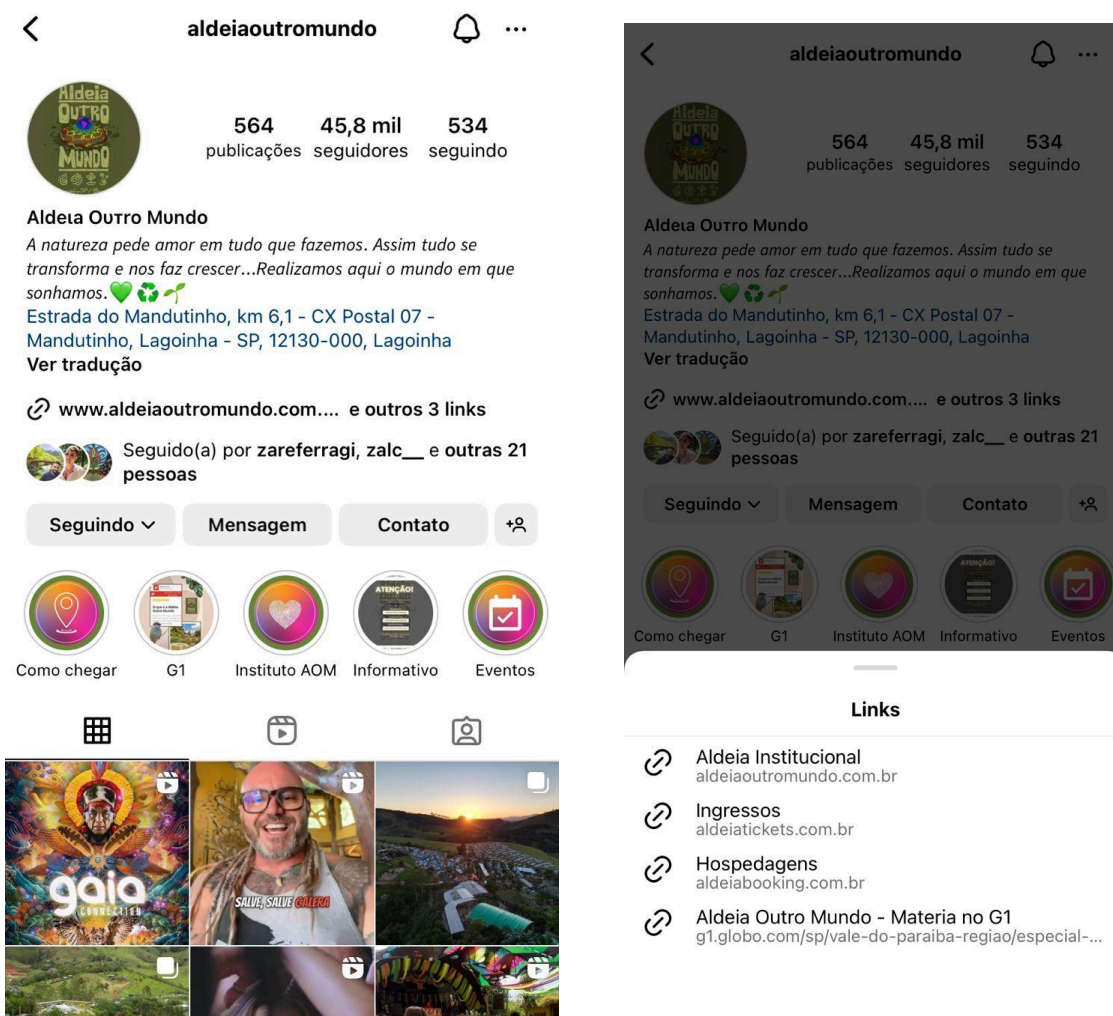 aldeiaoutromundo
Aldeia
OUTRO
MUNDO
564
45,8 mil
534
publicações
seguidores
seguindo
Aldeιa Oυтro Mυndo
A natureza pede amor em tudo que fazemos. Assim tudo se
transforma e nos faz crescer...Realizamos aqui o mundo em que
sonhamos.💚♻️🌱
Estrada do Mandutinho, km 6,1 - CX Postal 07 -
Mandutinho, Lagoinha - SP, 12130-000, Lagoinha
Ver tradução
www.aldeiaoutromundo.com.... e outros 3 links
Seguido(a) por zareferragi, zalc__ e outras 21
pessoas
Seguindo
Mensagem
Contato
ATENÇÃO!
Como chegar
G1
Instituto AOM
Informativo
Eventos
gaia
CONNECTION
SALVE, SALVE GALERA
aldeiaoutromundo
Aldeia
OUTRO
MUNDO
564
45,8 mil
534
publicações
seguidores
seguindo
Aldeιa Oυтro Mυndo
A natureza pede amor em tudo que fazemos. Assim tudo se
transforma e nos faz crescer...Realizamos aqui o mundo em que
sonhamos.💚♻️🌱
Estrada do Mandutinho, km 6,1 - CX Postal 07 -
Mandutinho, Lagoinha - SP, 12130-000, Lagoinha
Ver tradução
www.aldeiaoutromundo.com.... e outros 3 links
Seguido(a) por zareferragi, zalc__ e outras 21
pessoas
Seguindo
Mensagem
Contato
ATENÇÃO!
Como chegar
G1
Instituto AOM
Informativo
Eventos
Links
Aldeia Institucional
aldeiaoutromundo.com.br
Ingressos
aldeiatickets.com.br
Hospedagens
aldeiabooking.com.br
Aldeia Outro Mundo - Materia no G1
g1.globo.com/sp/vale-do-paraiba-regiao/especial-...